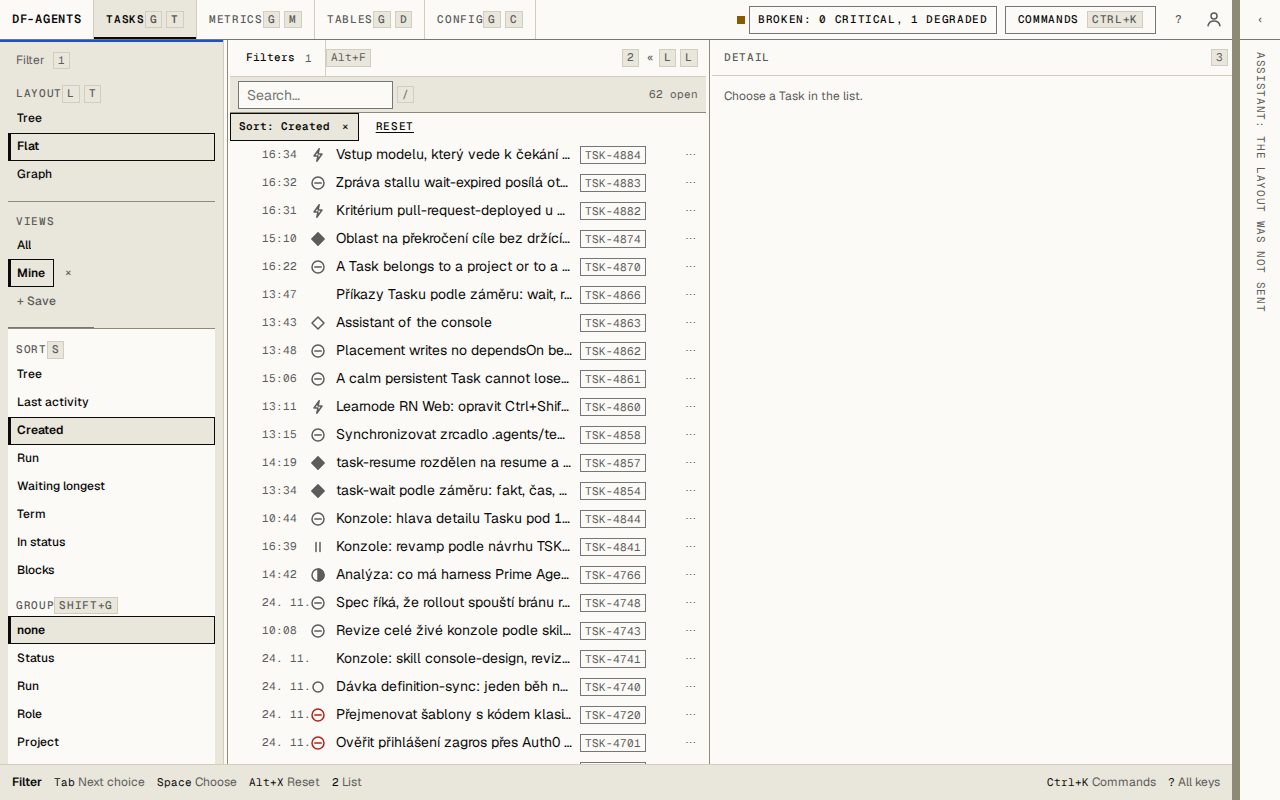 DF-AGENTS TASKS G T METRICS G M TABLES G D CONFIG G C BROKEN: 0 CRITICAL, 1 DEGRADED COMMANDS CTRL+K ? ‹
Filter 1
LAYOUT L T
Tree
Flat
Graph
VIEWS
All
Mine ×
+ Save
SORT S
Tree
Last activity
Created
Run
Waiting longest
Term
In status
Blocks
GROUP SHIFT+G
none
Status
Run
Role
Project
Filters 1 Alt+F 2 « L L
Search… / 62 open
Sort: Created × RESET
16:34 Vstup modelu, který vede k čekání … TSK-4884 …
16:32 Zpráva stallu wait-expired posílá ot… TSK-4883 …
16:31 Kritérium pull-request-deployed u … TSK-4882 …
15:10 Oblast na překročení cíle bez držící… TSK-4874 …
16:22 A Task belongs to a project or to a … TSK-4870 …
13:47 Příkazy Tasku podle záměru: wait, r… TSK-4866 …
13:43 Assistant of the console TSK-4863 …
13:48 Placement writes no dependsOn be… TSK-4862 …
15:06 A calm persistent Task cannot lose… TSK-4861 …
13:11 Learnode RN Web: opravit Ctrl+Shif… TSK-4860 …
13:15 Synchronizovat zrcadlo .agents/te… TSK-4858 …
14:19 task-resume rozdělen na resume a … TSK-4857 …
13:34 task-wait podle záměru: fakt, čas, … TSK-4854 …
10:44 Konzole: hlava detailu Tasku pod 1… TSK-4844 …
16:39 Konzole: revamp podle návrhu TSK… TSK-4841 …
14:42 Analýza: co má harness Prime Age… TSK-4766 …
24. 11. Spec říká, že rollout spouští bránu r… TSK-4748 …
10:08 Revize celé živé konzole podle skil… TSK-4743 …
24. 11. Konzole: skill console-design, reviz… TSK-4741 …
24. 11. Dávka definition-sync: jeden běh n… TSK-4740 …
24. 11. Přejmenovat šablony s kódem klasi… TSK-4720 …
24. 11. Ověřit přihlášení zagros přes Auth0 … TSK-4701 …
DETAIL 3
Choose a Task in the list.
ASSISTANT: THE LAYOUT WAS NOT SENT
Filter Tab Next choice Space Choose Alt+X Reset 2 List Ctrl+K Commands ? All keys